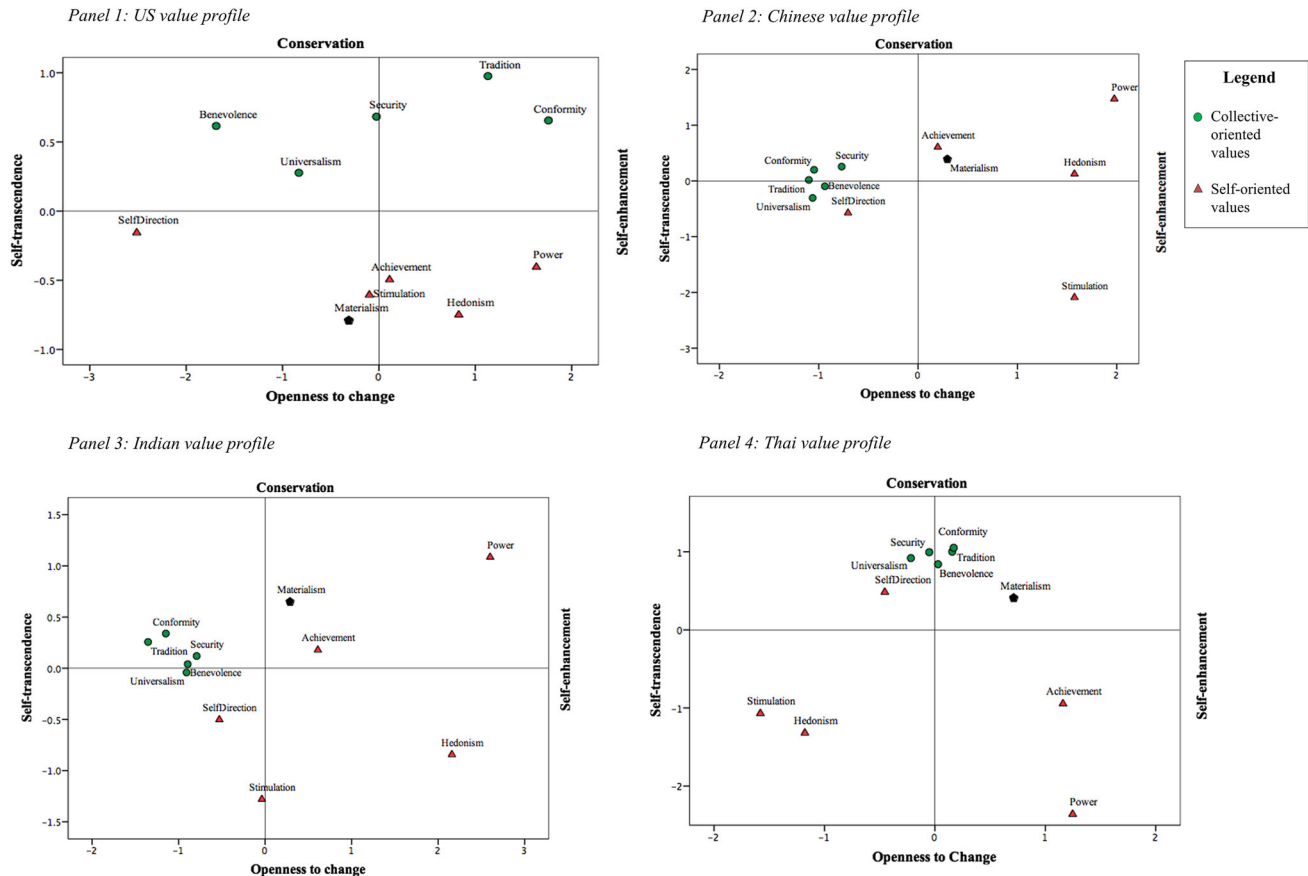 Panel 1: US value profile
Conservation
Tradition
Security
Benevolence
Conformity
Universalism
SelfDirection
Power
Achievement
Stimulation
Materialism
Hedonism
1.0
0.5
0.0
−0.5
−1.0
−3
−2
−1
0
1
2
Self-transcendence
Self-enhancement
Openness to change
Panel 2: Chinese value profile
Conservation
Power
Achievement
Security
Conformity
Hedonism
Materialism
Tradition
Benevolence
Universalism
SelfDirection
Stimulation
2
1
0
−1
−2
−3
−2
−1
0
1
2
Self-transcendence
Self-enhancement
Openness to change
Legend
Collective-
oriented
values
Self-oriented
values
Panel 3: Indian value profile
Conservation
Power
Materialism
Conformity
Achievement
Security
Tradition
Benevolence
Universalism
SelfDirection
Hedonism
Stimulation
1.5
1.0
0.5
0.0
−0.5
−1.0
−1.5
−2
−1
0
1
2
3
Self-transcendence
Self-enhancement
Openness to change
Panel 4: Thai value profile
Conservation
Conformity
Security
Tradition
Universalism
Benevolence
SelfDirection
Materialism
Achievement
Stimulation
Hedonism
Power
1
0
−1
−2
−2
−1
0
1
2
Self-transcendence
Self-enhancement
Openness to Change